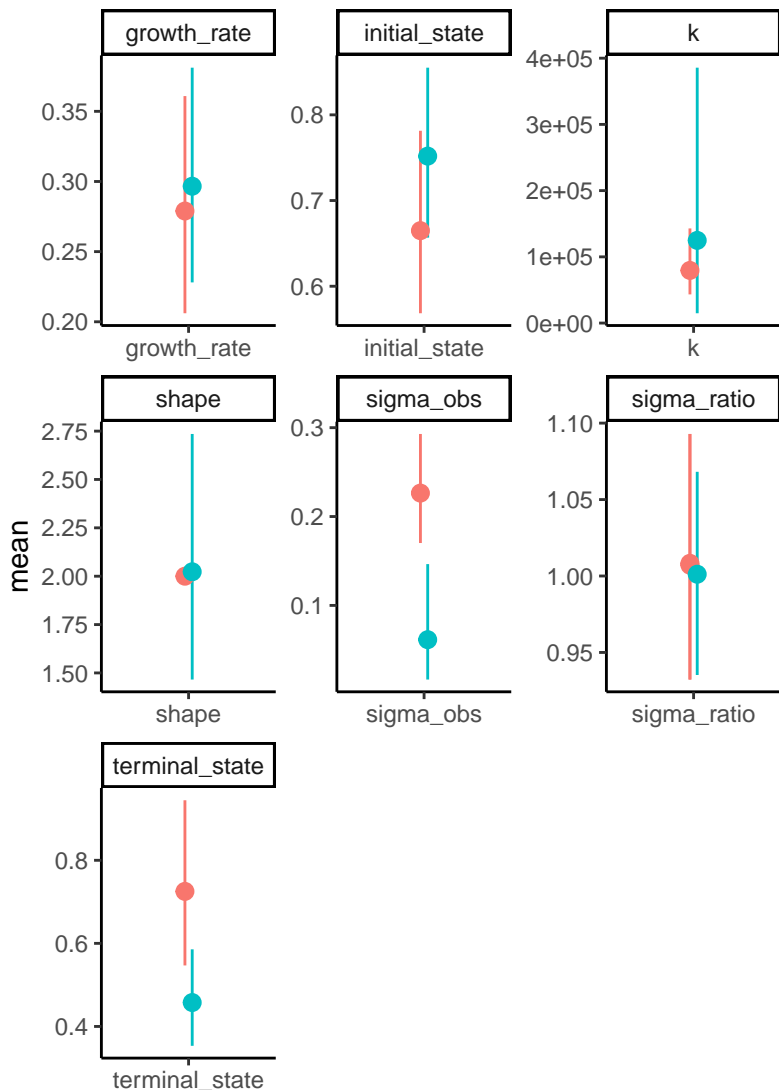 growth_rate
0.35
0.30
0.25
0.20
growth_rate
initial_state
0.8
0.7
0.6
initial_state
k
4e+05
3e+05
2e+05
1e+05
0e+00
k
mean
shape
2.75
2.50
2.25
2.00
1.75
1.50
shape
sigma_obs
0.3
0.2
0.1
sigma_obs
sigma_ratio
1.10
1.05
1.00
0.95
sigma_ratio
terminal_state
0.8
0.6
0.4
terminal_state